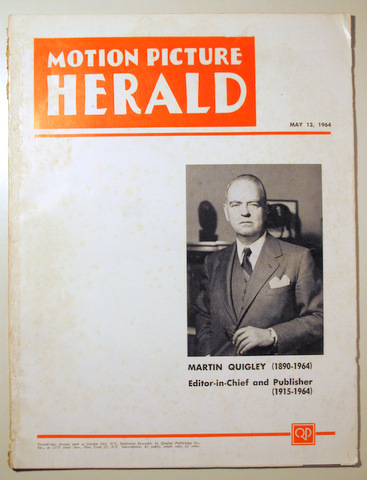 MOTION PICTURE
HERALD
MAY 13, 1964
MARTIN QUIGLEY (1890-1964)
Editor-in-Chief and Publisher
(1915-1964)
QP